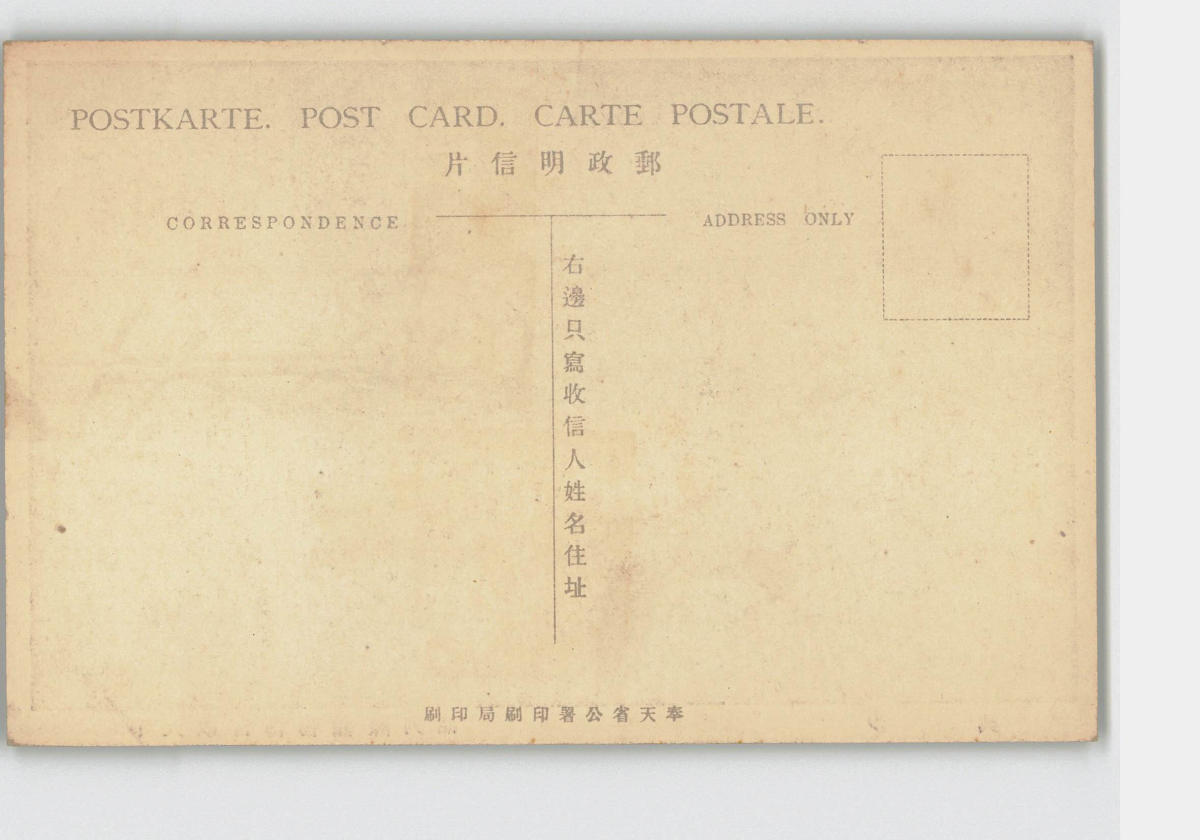 POSTKARTE. POST CARD. CARTE POSTALE.
郵政明信片
CORRESPONDENCE
ADDRESS ONLY
右邊只寫收信人姓名住址
奉天省公署印刷局印刷